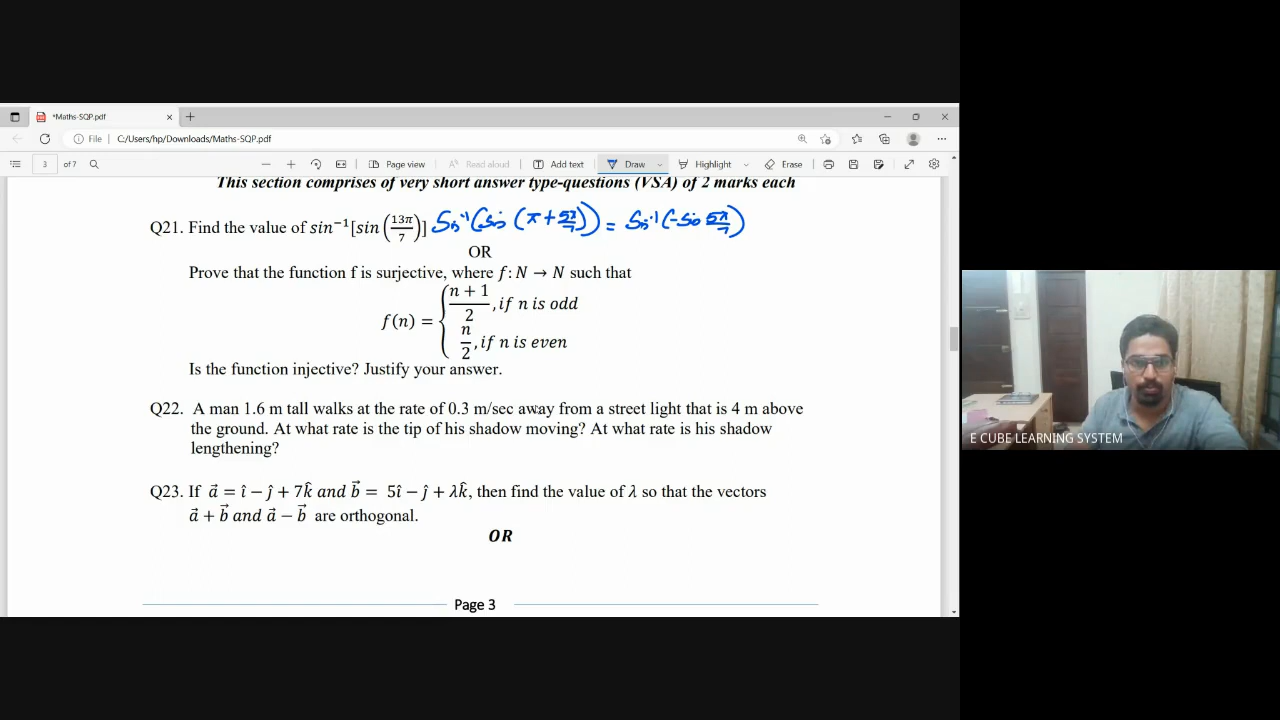 *Maths-SQP.pdf
File | C:/Users/hp/Downloads/Maths-SQP.pdf
3 of 7 Page view Read aloud Add text Draw Highlight Erase
This section comprises of very short answer type-questions (VSA) of 2 marks each
Q21. Find the value of sin⁻¹[sin(13π/7)] Sin⁻¹(Sin(π+5π/7)) = Sin⁻¹(-Sin 5π/7)
OR
Prove that the function f is surjective, where f: N → N such that
f(n) = { (n + 1)/2, if n is odd
n/2, if n is even
Is the function injective? Justify your answer.
Q22. A man 1.6 m tall walks at the rate of 0.3 m/sec away from a street light that is 4 m above
the ground. At what rate is the tip of his shadow moving? At what rate is his shadow
lengthening?
Q23. If a⃗ = î − ĵ + 7k̂ and b⃗ = 5î − ĵ + λk̂, then find the value of λ so that the vectors
a⃗ + b⃗ and a⃗ − b⃗ are orthogonal.
OR
Page 3
E CUBE LEARNING SYSTEM